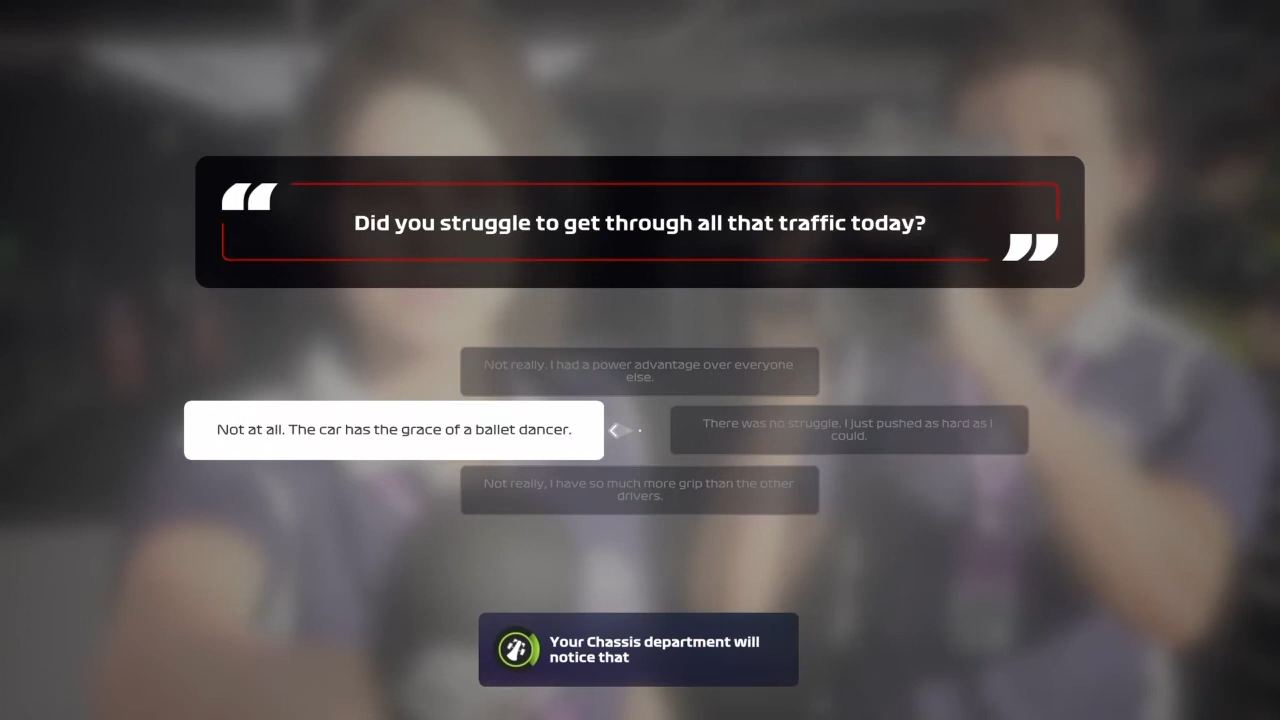 Did you struggle to get through all that traffic today?
Not really. I had a power advantage over everyone
else.
Not at all. The car has the grace of a ballet dancer.
There was no struggle. I just pushed as hard as I
could.
Not really, I have so much more grip than the other
drivers.
Your Chassis department will
notice that